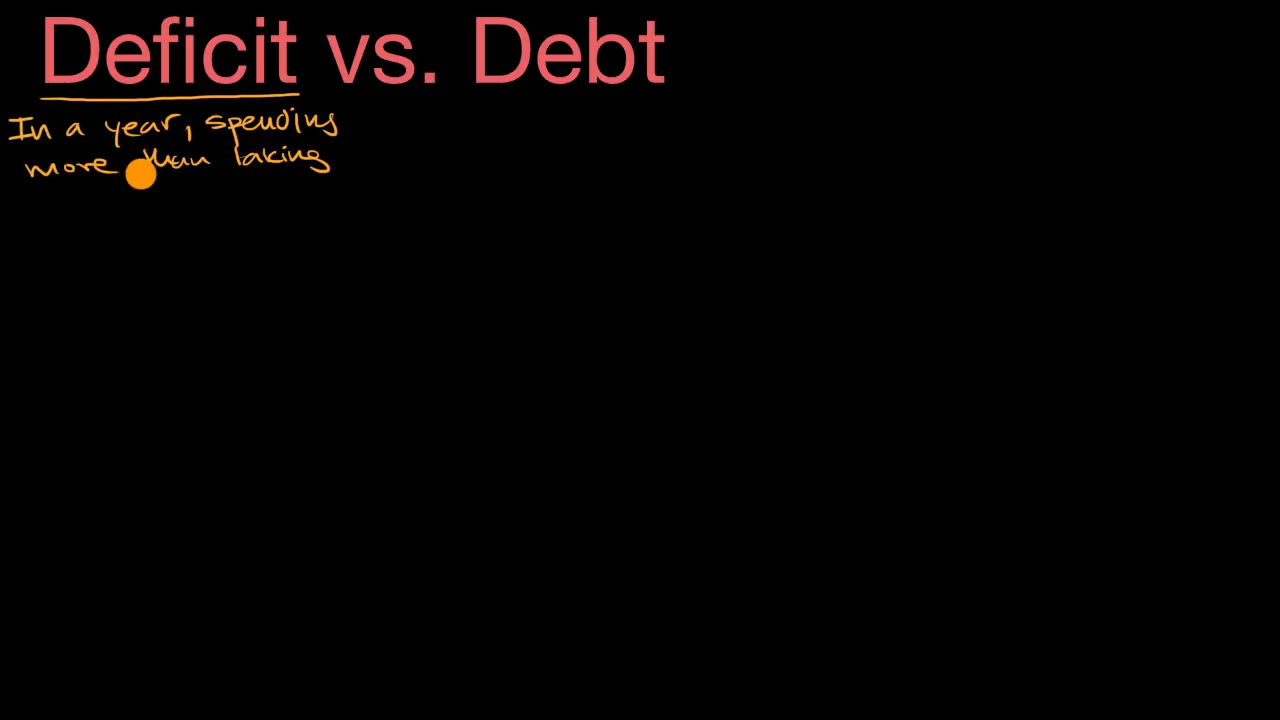 Deficit vs. Debt
In a year, spending
more than taking